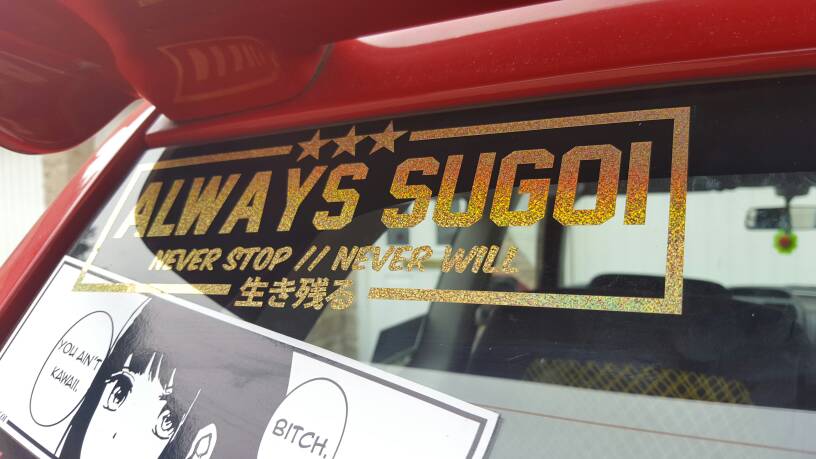 ALWAYS SUGOI
NEVER STOP // NEVER WILL
生き残る
YOU AIN'T
KAWAII.
BITCH.